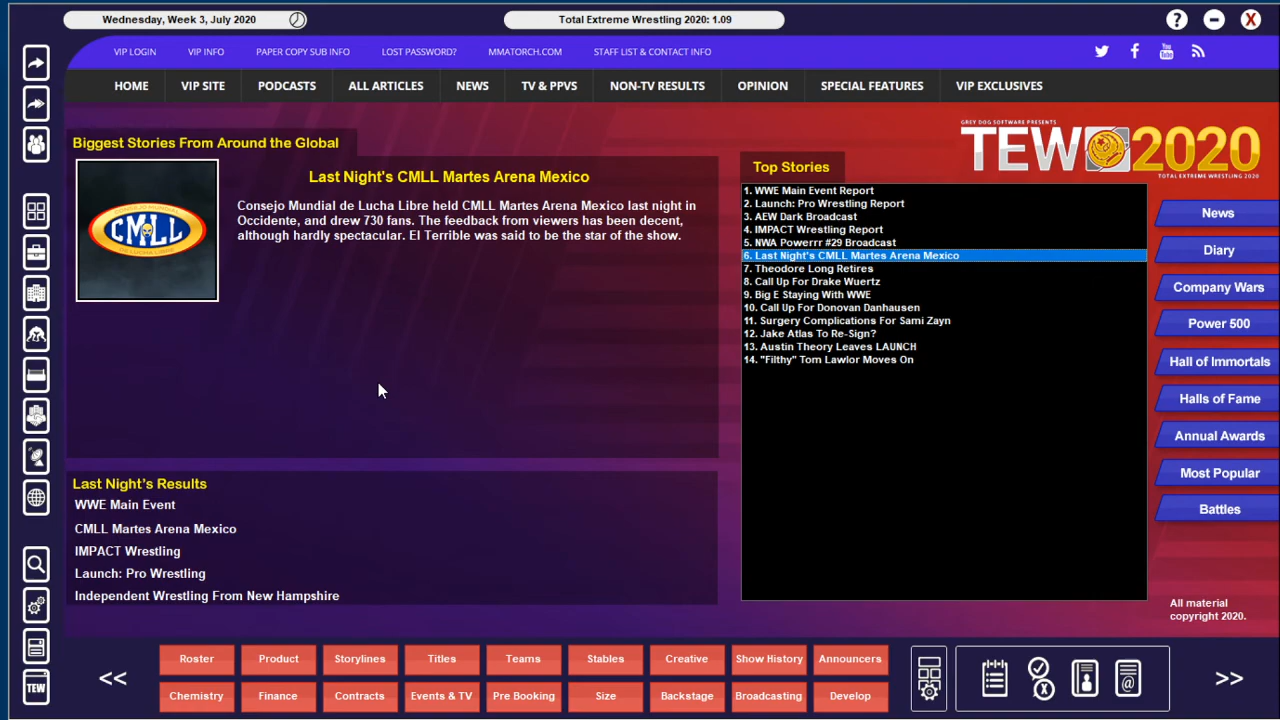 Wednesday, Week 3, July 2020
Total Extreme Wrestling 2020: 1.09
?
X
VIP LOGIN
VIP INFO
PAPER COPY SUB INFO
LOST PASSWORD?
MMATORCH.COM
STAFF LIST & CONTACT INFO
HOME
VIP SITE
PODCASTS
ALL ARTICLES
NEWS
TV & PPVS
NON-TV RESULTS
OPINION
SPECIAL FEATURES
VIP EXCLUSIVES
GREY DOG SOFTWARE PRESENTS
TEW 2020
TOTAL EXTREME WRESTLING 2020
Biggest Stories From Around the Global
CONSEJO MUNDIAL
CMLL
DE LUCHA LIBRE
Last Night's CMLL Martes Arena Mexico
Consejo Mundial de Lucha Libre held CMLL Martes Arena Mexico last night in
Occidente, and drew 730 fans. The feedback from viewers has been decent,
although hardly spectacular. El Terrible was said to be the star of the show.
Top Stories
1. WWE Main Event Report
2. Launch: Pro Wrestling Report
3. AEW Dark Broadcast
4. IMPACT Wrestling Report
5. NWA Powerrr #29 Broadcast
6. Last Night's CMLL Martes Arena Mexico
7. Theodore Long Retires
8. Call Up For Drake Wuertz
9. Big E Staying With WWE
10. Call Up For Donovan Danhausen
11. Surgery Complications For Sami Zayn
12. Jake Atlas To Re-Sign?
13. Austin Theory Leaves LAUNCH
14. "Filthy" Tom Lawlor Moves On
News
Diary
Company Wars
Power 500
Hall of Immortals
Halls of Fame
Annual Awards
Most Popular
Battles
Last Night's Results
WWE Main Event
CMLL Martes Arena Mexico
IMPACT Wrestling
Launch: Pro Wrestling
Independent Wrestling From New Hampshire
All material
copyright 2020.
TEW
<<
Roster
Product
Storylines
Titles
Teams
Stables
Creative
Show History
Announcers
Chemistry
Finance
Contracts
Events & TV
Pre Booking
Size
Backstage
Broadcasting
Develop
>>